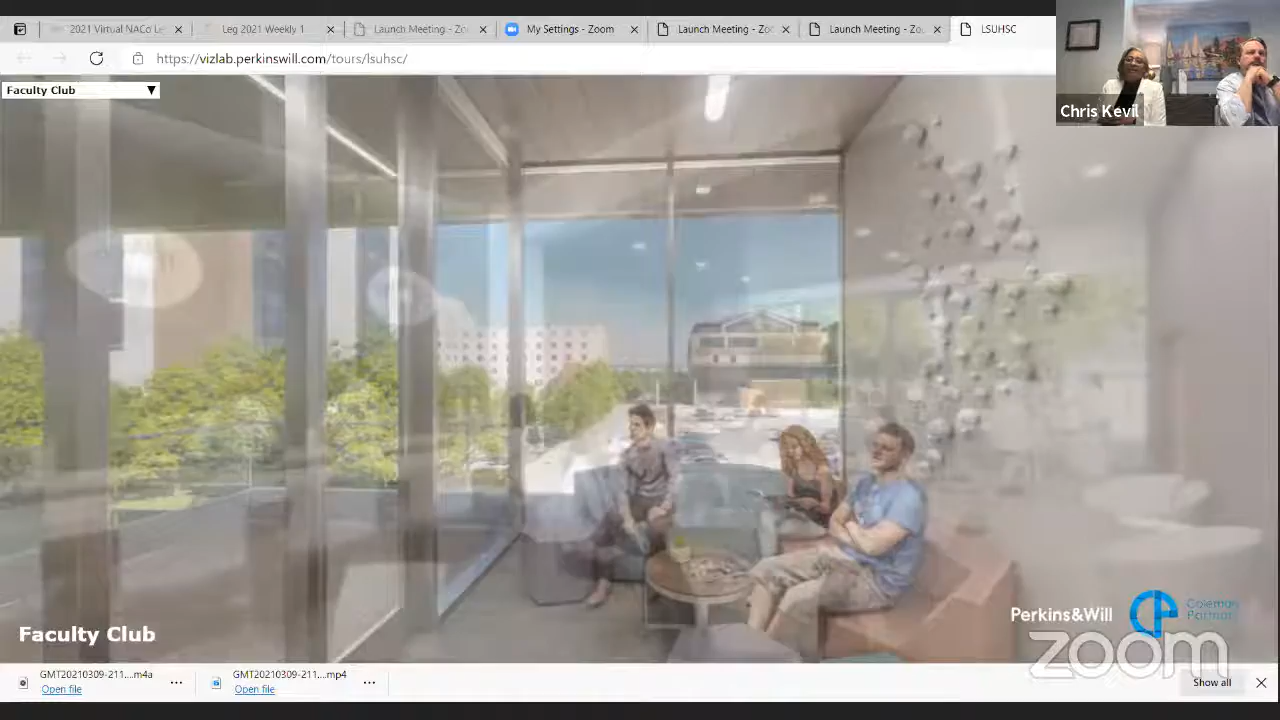 2021 Virtual NACo Le
Leg 2021 Weekly 1
Launch Meeting - Zo
My Settings - Zoom
Launch Meeting - Zo
Launch Meeting - Zo
LSUHSC
https://vizlab.perkinswill.com/tours/lsuhsc/
Faculty Club
Chris Kevil
Faculty Club
Perkins&Will
Coleman
Partners
zoom
GMT20210309-211....m4a
Open file
GMT20210309-211....mp4
Open file
Show all